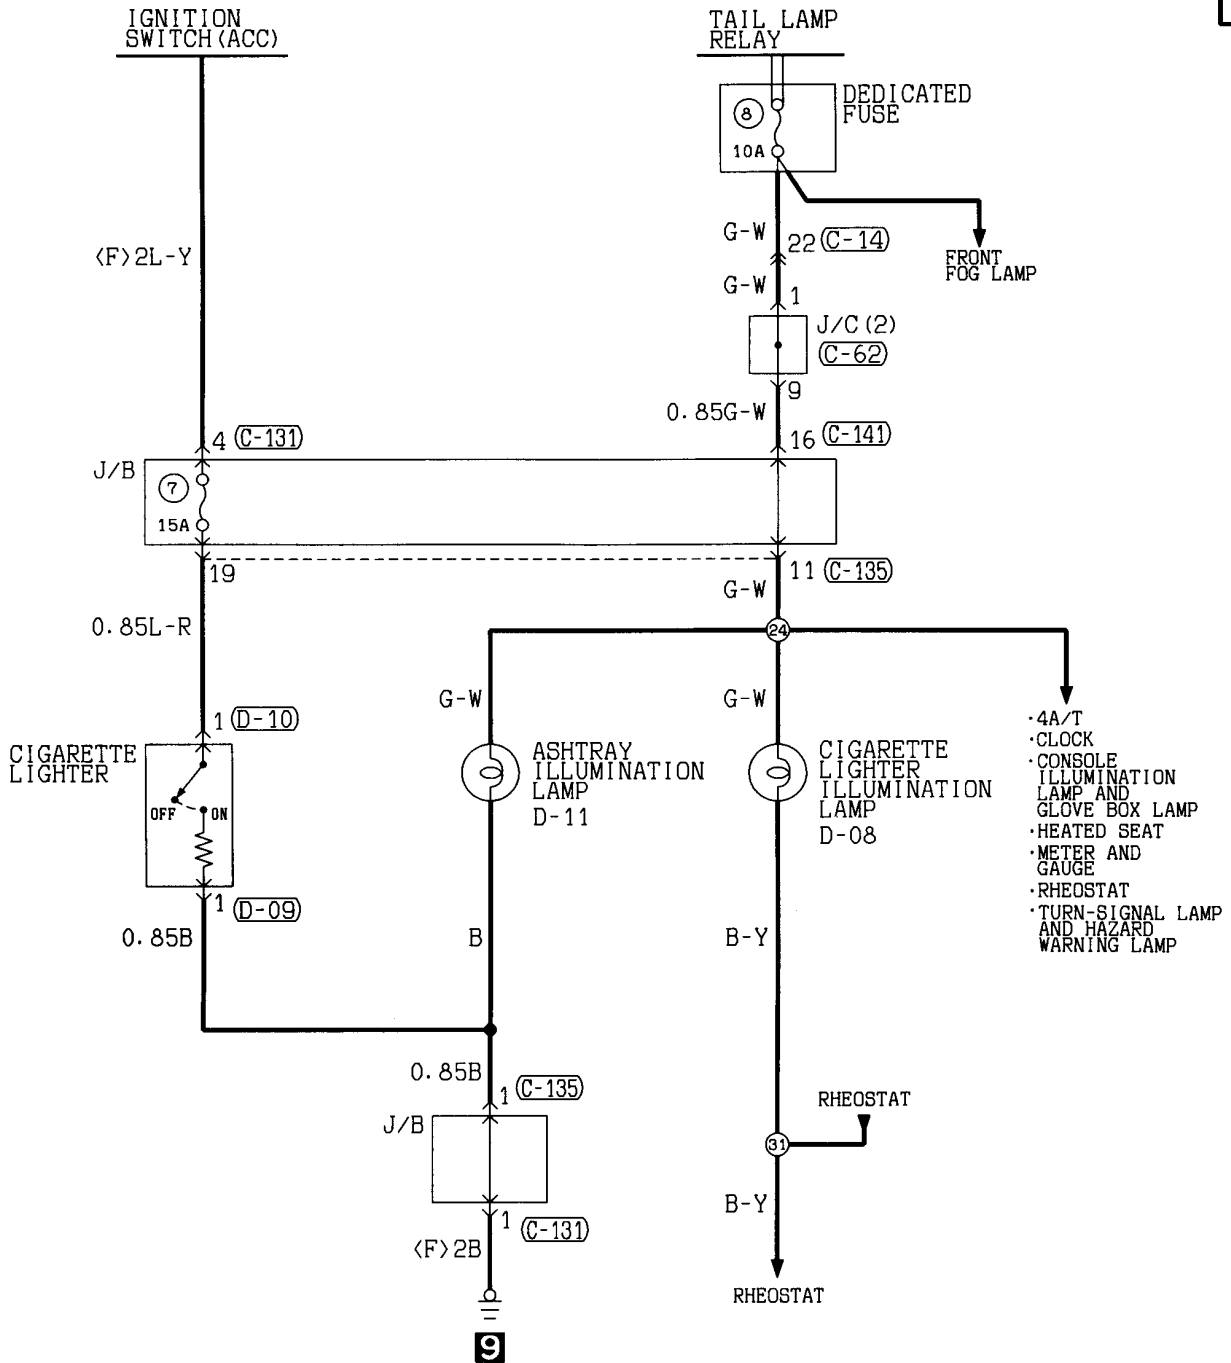 IGNITION
SWITCH(ACC)
TAIL LAMP
RELAY
DEDICATED
FUSE
8
10A
G-W
22 (C-14)
FRONT
FOG LAMP
<F>2L-Y
G-W
1
J/C(2)
(C-62)
9
0.85G-W
4 (C-131)
16 (C-141)
J/B
7
15A
19
11 (C-135)
G-W
0.85L-R
24
G-W
G-W
1 (D-10)
CIGARETTE
LIGHTER
OFF
ON
ASHTRAY
ILLUMINATION
LAMP
D-11
CIGARETTE
LIGHTER
ILLUMINATION
LAMP
D-08
·4A/T
·CLOCK
·CONSOLE
ILLUMINATION
LAMP AND
GLOVE BOX LAMP
·HEATED SEAT
·METER AND
GAUGE
·RHEOSTAT
·TURN-SIGNAL LAMP
AND HAZARD
WARNING LAMP
1 (D-09)
0.85B
B
B-Y
0.85B
1 (C-135)
J/B
RHEOSTAT
31
1 (C-131)
B-Y
<F>2B
RHEOSTAT
9